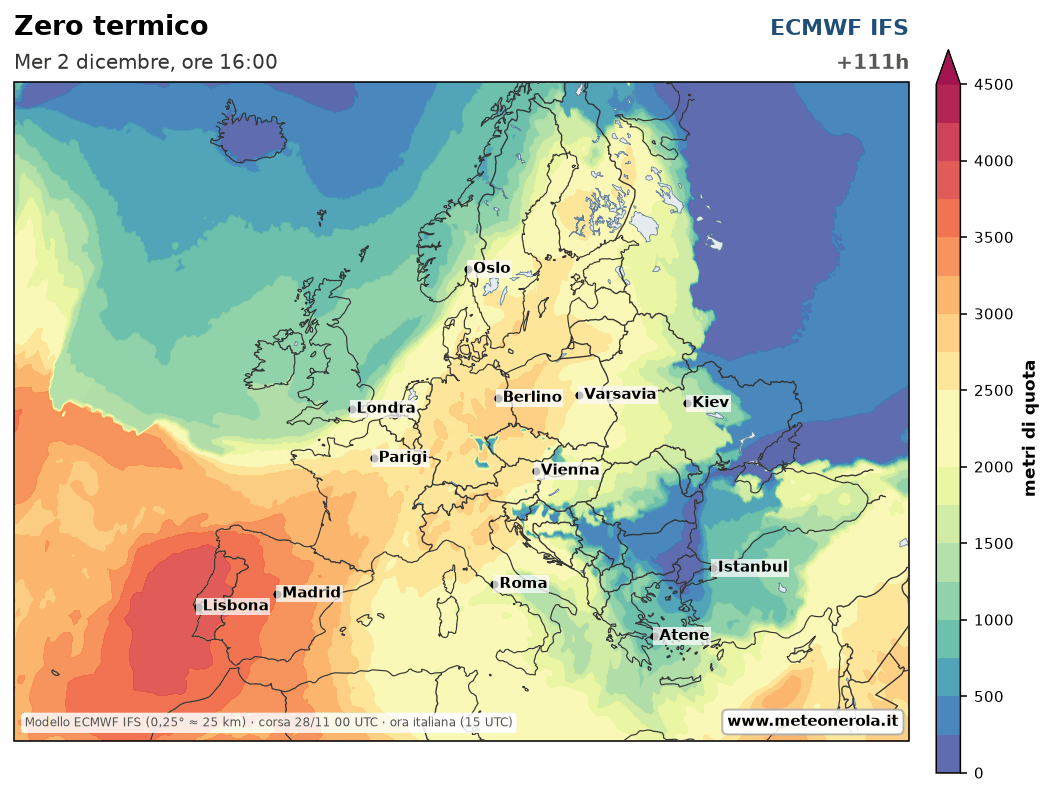 Zero termico
ECMWF IFS
Mer 2 dicembre, ore 16:00
+111h
4500
4000
3500
3000
2500
2000
1500
1000
500
0
metri di quota
Oslo
Londra
Berlino
Varsavia
Kiev
Parigi
Vienna
Istanbul
Roma
Madrid
Lisbona
Atene
Modello ECMWF IFS (0,25° ≈ 25 km) · corsa 28/11 00 UTC · ora italiana (15 UTC)
www.meteonerola.it